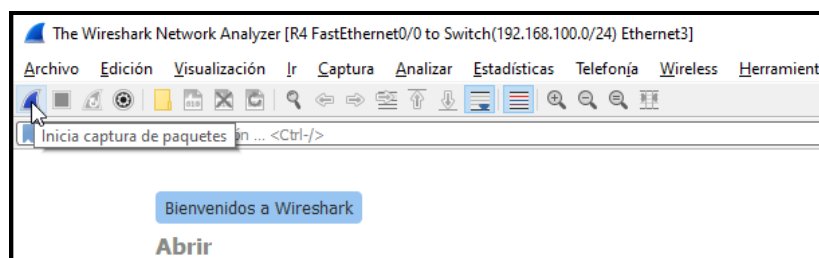 The Wireshark Network Analyzer [R4 FastEthernet0/0 to Switch(192.168.100.0/24) Ethernet3]
Archivo Edición Visualización Ir Captura Analizar Estadísticas Telefonía Wireless Herramient
Inicia captura de paquetes n ... <Ctrl-/>
Bienvenidos a Wireshark
Abrir